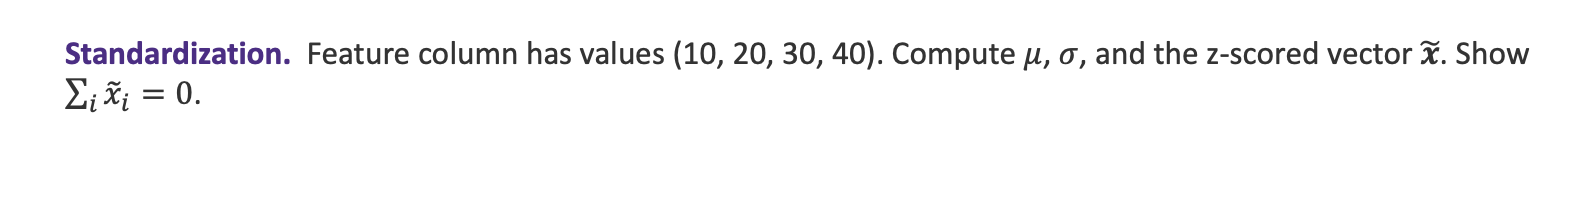 Standardization. Feature column has values (10, 20, 30, 40). Compute μ, σ, and the z-scored vector x̃. Show
∑ᵢ x̃ᵢ = 0.